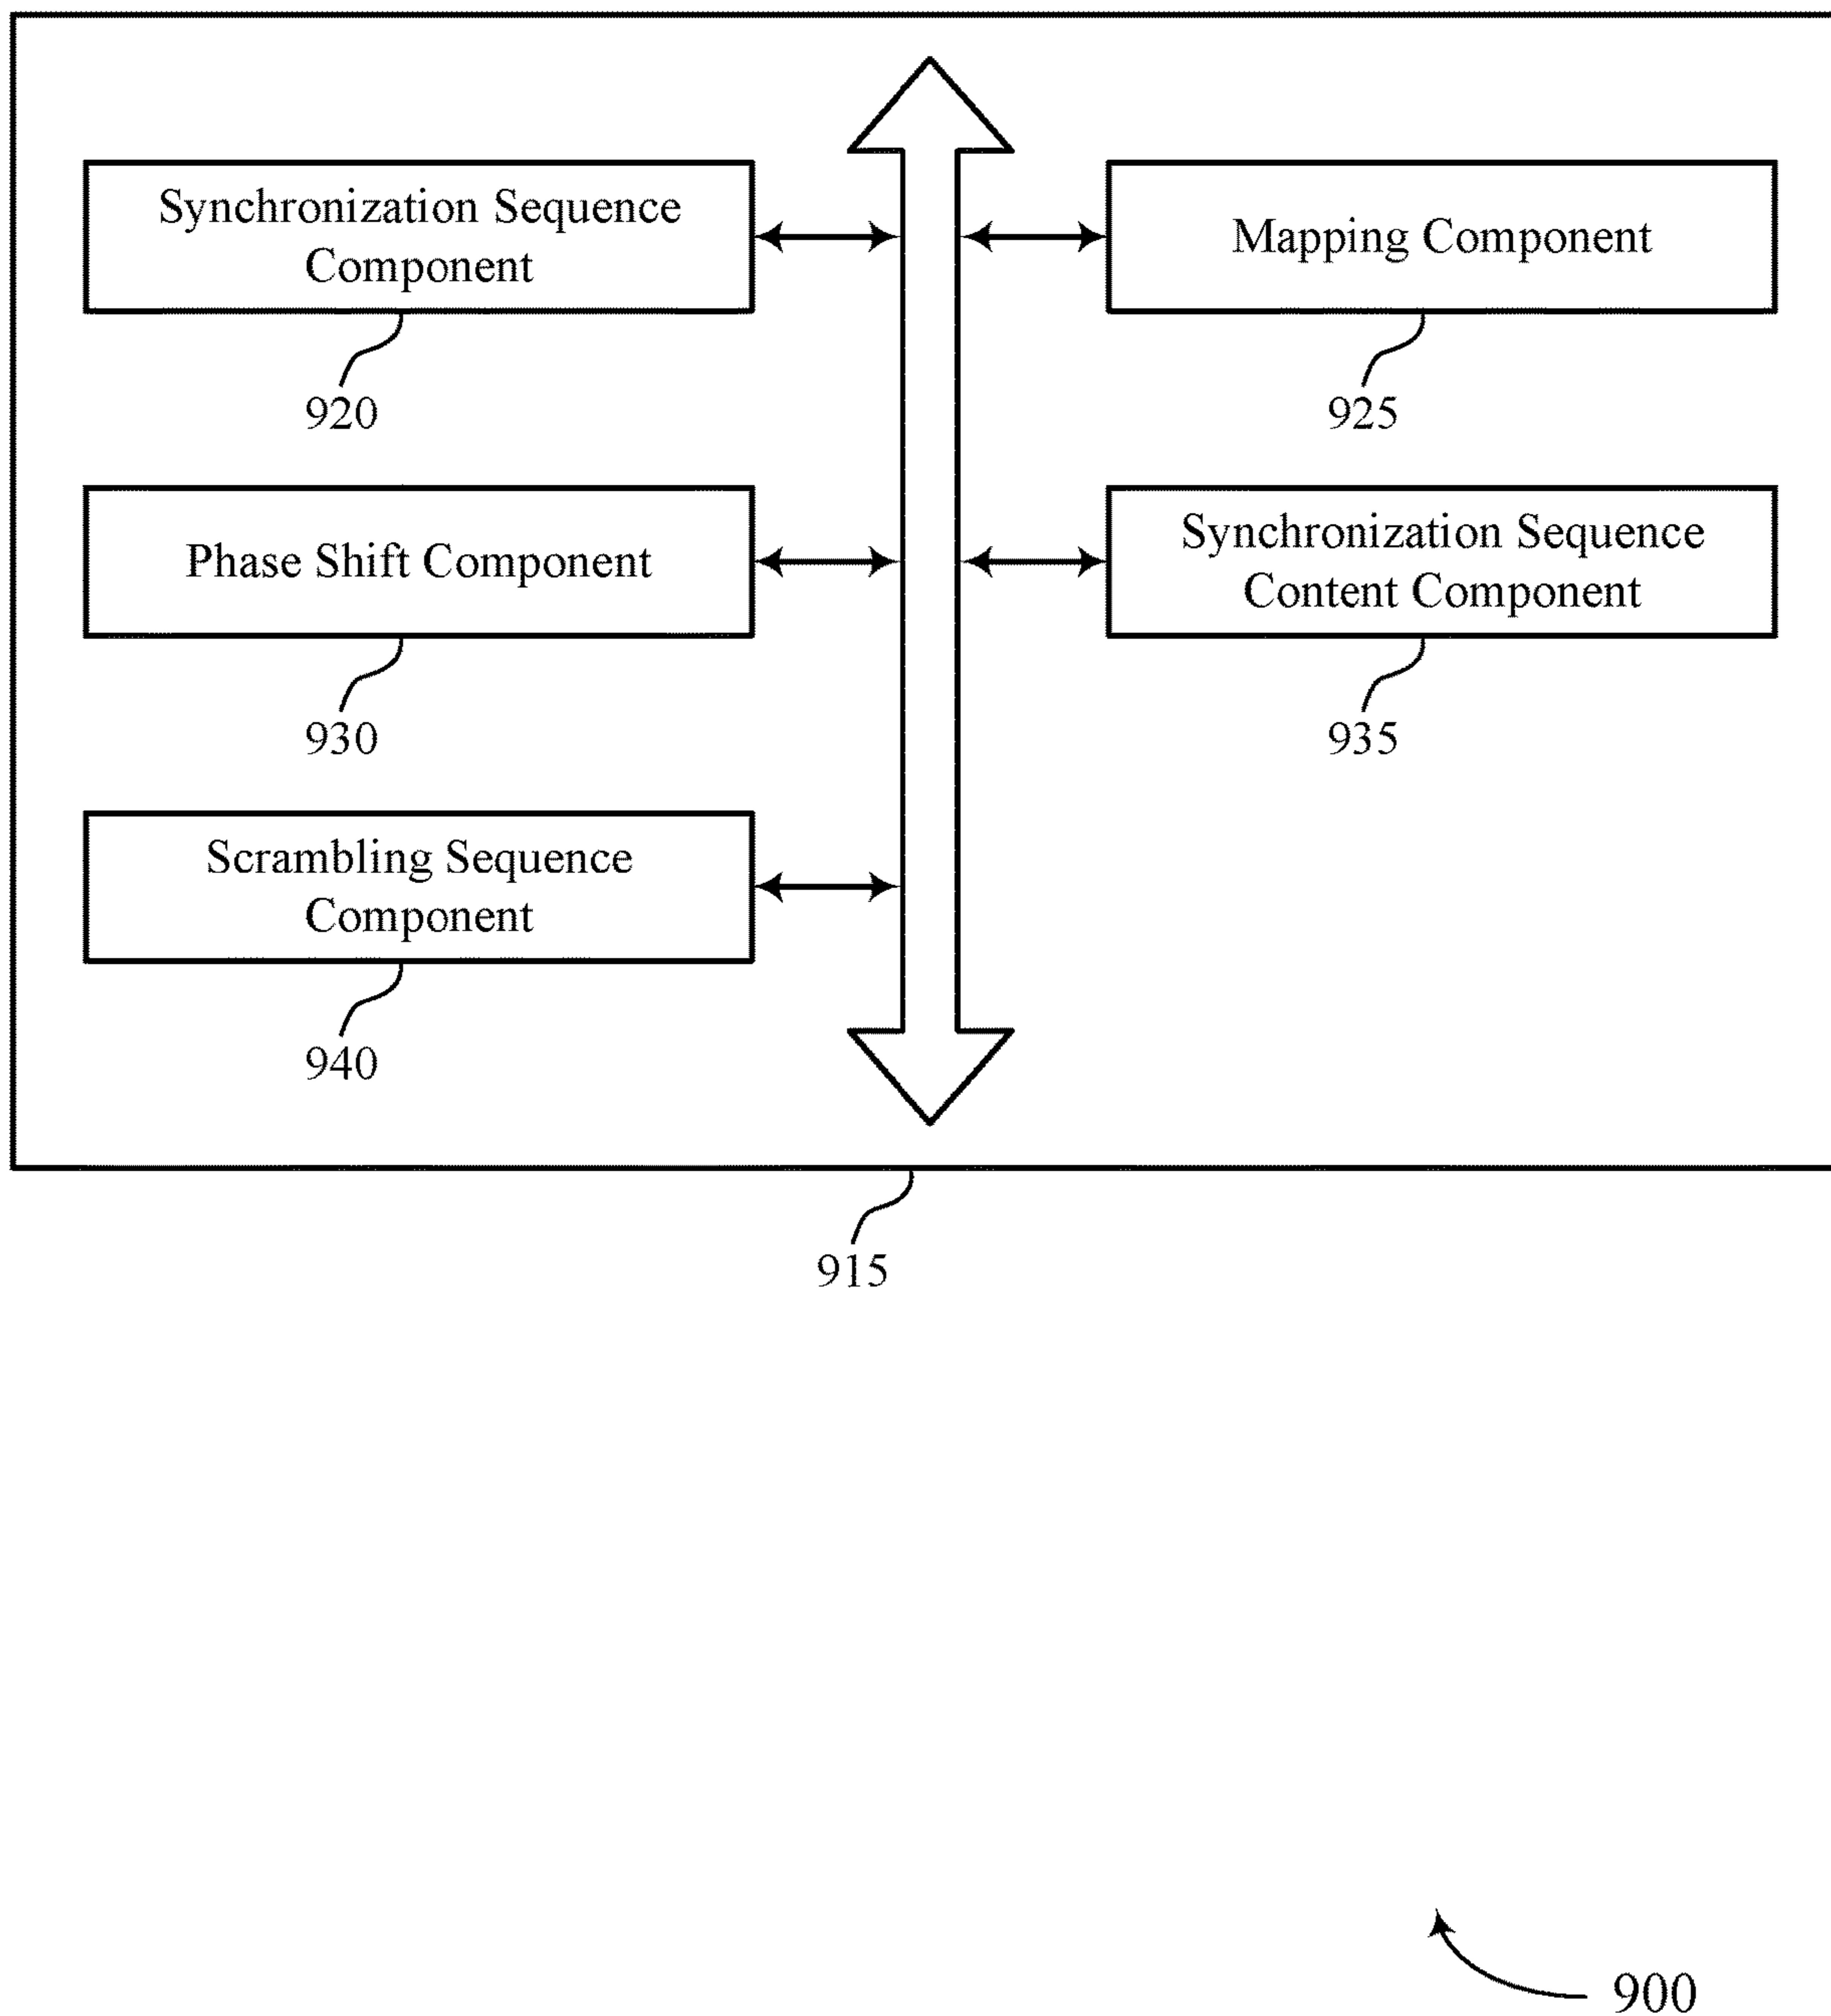 Synchronization Sequence
Component
920
Mapping Component
925
Phase Shift Component
930
Synchronization Sequence
Content Component
935
Scrambling Sequence
Component
940
915
900